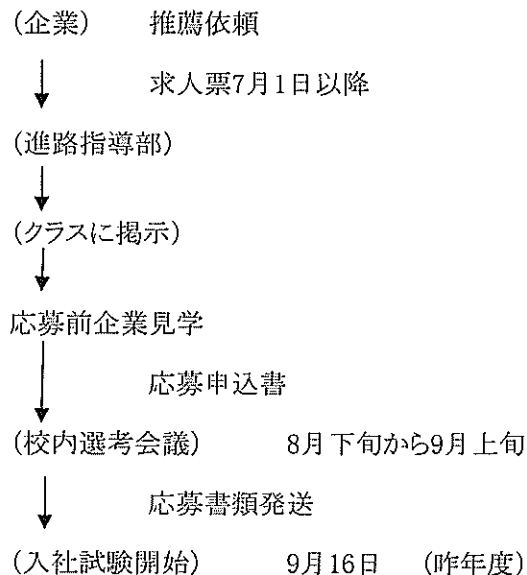 (企業) 推薦依頼
求人票7月1日以降
(進路指導部)
(クラスに掲示)
応募前企業見学
応募申込書
(校内選考会議) 8月下旬から9月上旬
応募書類発送
(入社試験開始) 9月16日 (昨年度)